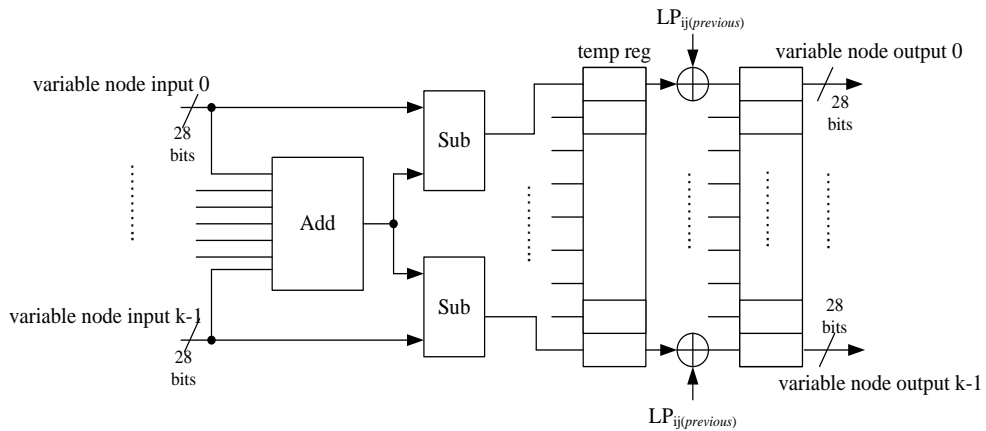 LPij(previous)
temp reg
variable node output 0
variable node input 0
28
bits
28
bits
Sub
Add
Sub
variable node input k-1
28
bits
28
bits
variable node output k-1
LPij(previous)